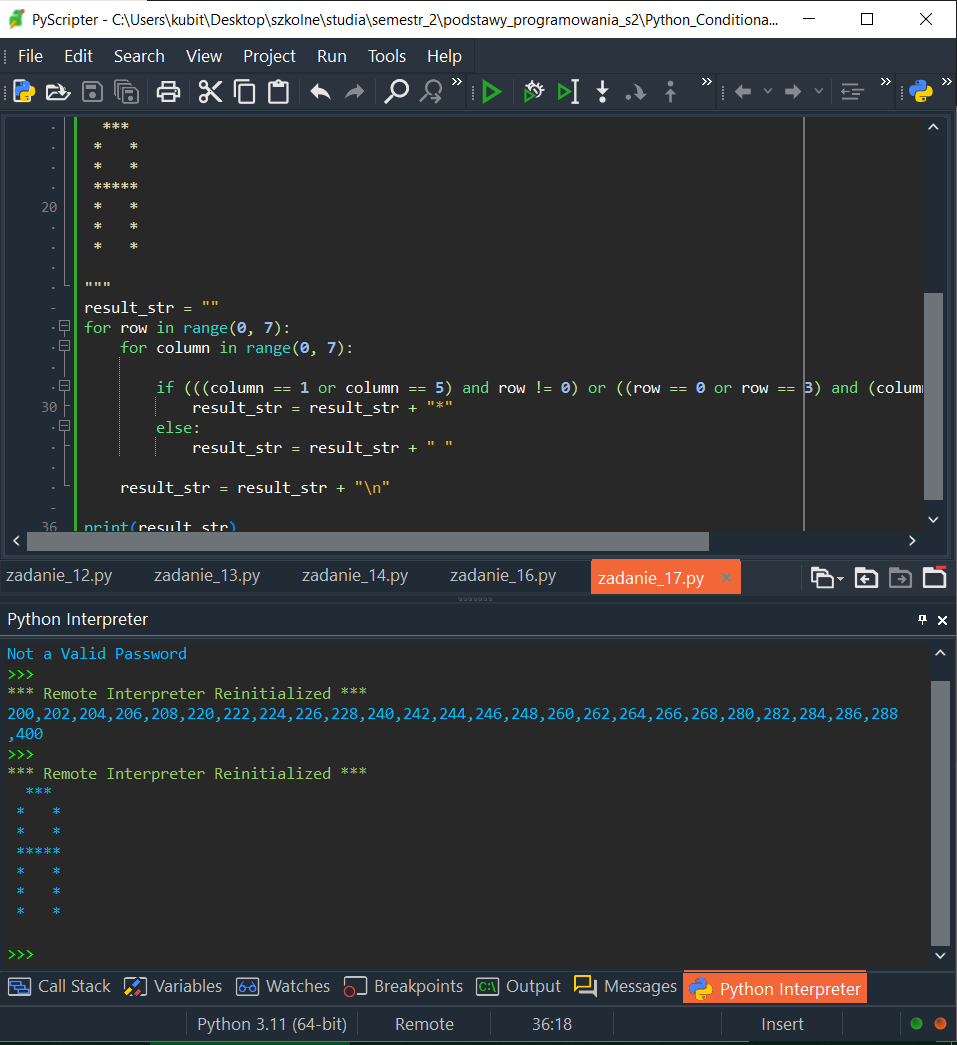 PyScripter - C:\Users\kubit\Desktop\szkolne\studia\semestr_2\podstawy_programowania_s2\Python_Conditiona...
File Edit Search View Project Run Tools Help
 ***
*   *
*   *
*****
20 *   *
*   *
*   *
"""
result_str = ""
for row in range(0, 7):
    for column in range(0, 7):
        if (((column == 1 or column == 5) and row != 0) or ((row == 0 or row == 3) and (colum
30             result_str = result_str + "*"
        else:
            result_str = result_str + " "
    result_str = result_str + "\n"
36 print(result_str)
zadanie_12.py zadanie_13.py zadanie_14.py zadanie_16.py zadanie_17.py
Python Interpreter
Not a Valid Password
>>>
*** Remote Interpreter Reinitialized ***
200,202,204,206,208,220,222,224,226,228,240,242,244,246,248,260,262,264,266,268,280,282,284,286,288
,400
>>>
*** Remote Interpreter Reinitialized ***
  ***
 *   *
 *   *
 *****
 *   *
 *   *
 *   *
>>>
Call Stack Variables Watches Breakpoints C:\ Output Messages Python Interpreter
Python 3.11 (64-bit) Remote 36:18 Insert